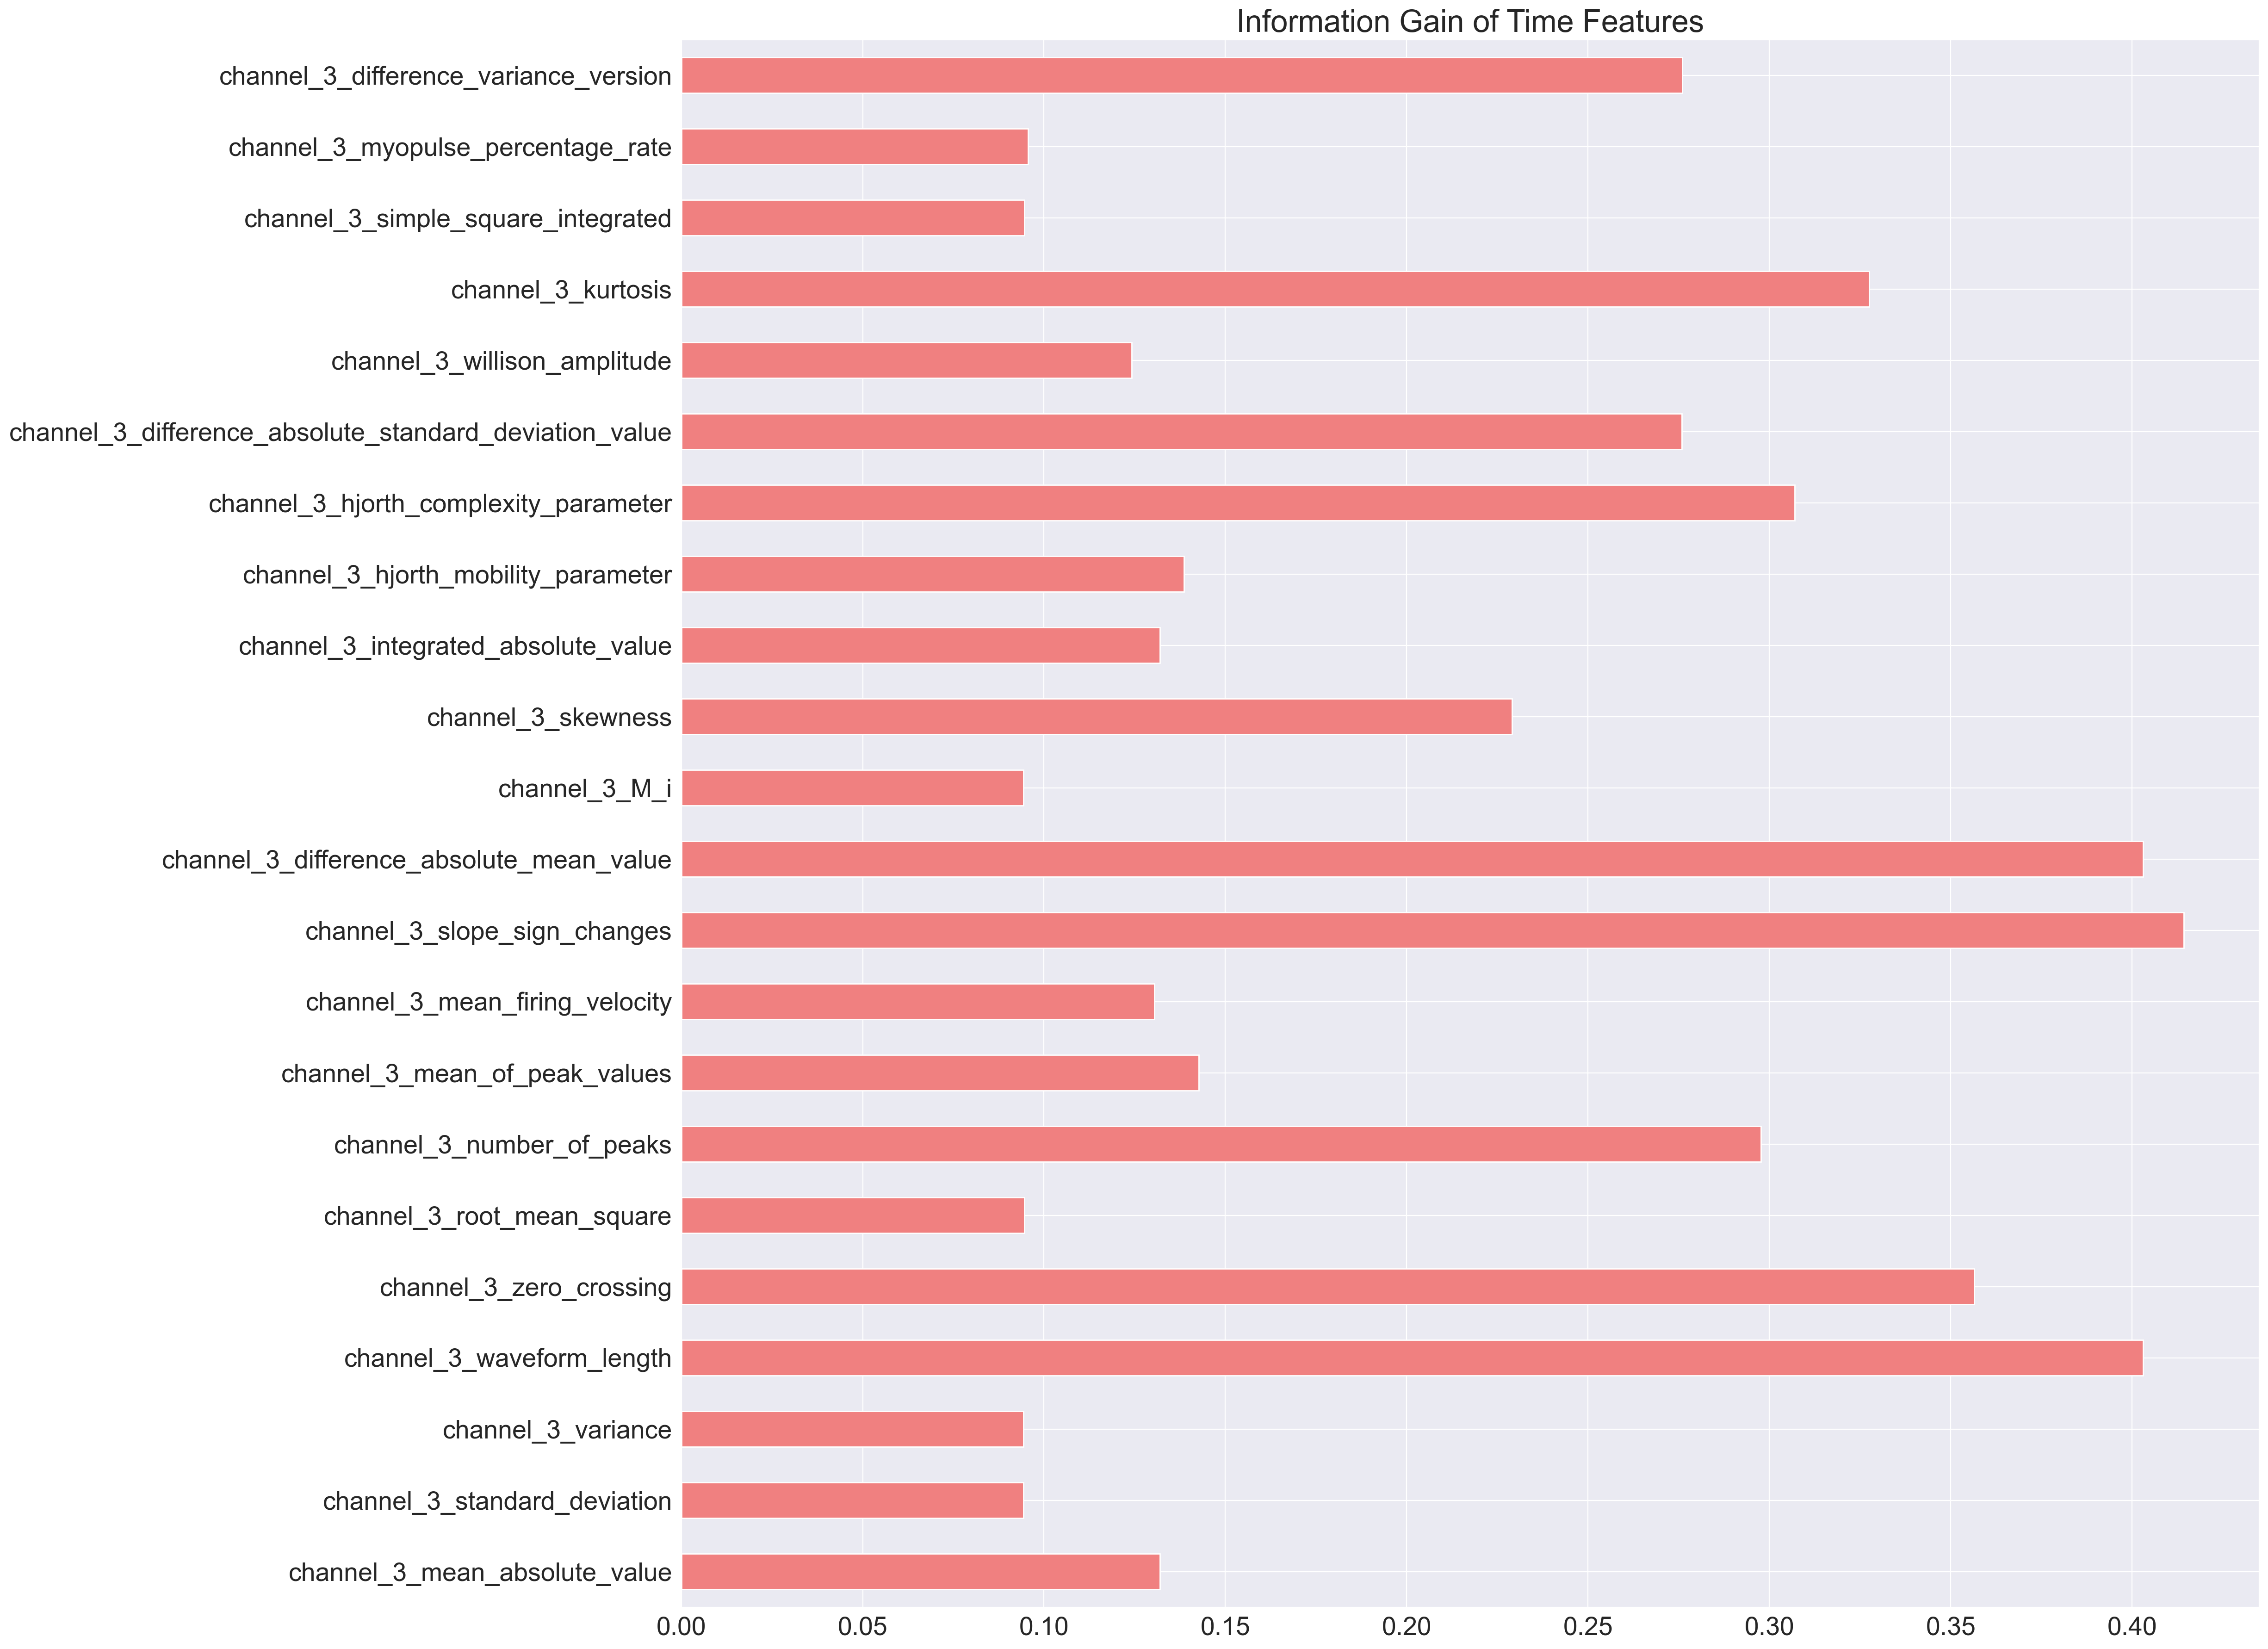 Information Gain of Time Features
channel_3_difference_variance_version
channel_3_myopulse_percentage_rate
channel_3_simple_square_integrated
channel_3_kurtosis
channel_3_willison_amplitude
channel_3_difference_absolute_standard_deviation_value
channel_3_hjorth_complexity_parameter
channel_3_hjorth_mobility_parameter
channel_3_integrated_absolute_value
channel_3_skewness
channel_3_M_i
channel_3_difference_absolute_mean_value
channel_3_slope_sign_changes
channel_3_mean_firing_velocity
channel_3_mean_of_peak_values
channel_3_number_of_peaks
channel_3_root_mean_square
channel_3_zero_crossing
channel_3_waveform_length
channel_3_variance
channel_3_standard_deviation
channel_3_mean_absolute_value
0.00 0.05 0.10 0.15 0.20 0.25 0.30 0.35 0.40